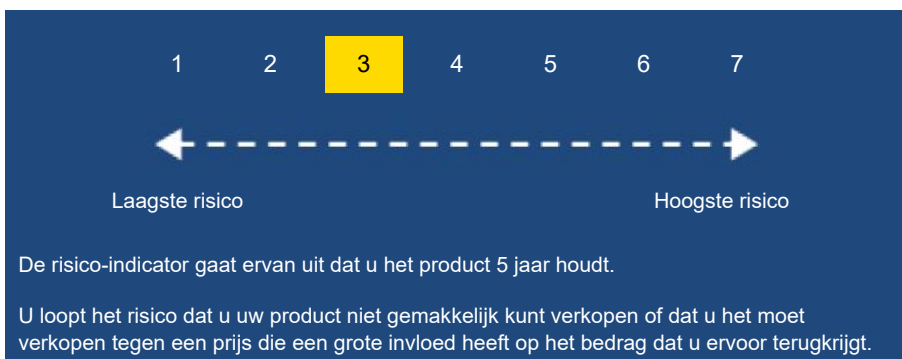 1 2 3 4 5 6 7
Laagste risico Hoogste risico
De risico-indicator gaat ervan uit dat u het product 5 jaar houdt.
U loopt het risico dat u uw product niet gemakkelijk kunt verkopen of dat u het moet
verkopen tegen een prijs die een grote invloed heeft op het bedrag dat u ervoor terugkrijgt.